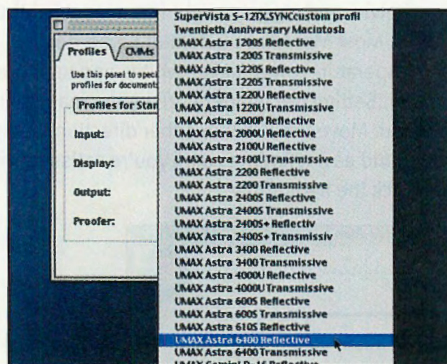 SuperVista S-12TX,SYNCcustom profil
Twentieth Anniversary Macintosh
UMAX Astra 1200S Reflective
UMAX Astra 1200S Transmissive
UMAX Astra 1220S Reflective
UMAX Astra 1220S Transmissive
UMAX Astra 1220U Reflective
UMAX Astra 1220U Transmissive
UMAX Astra 2000P Reflective
UMAX Astra 2000U Reflective
UMAX Astra 2100U Reflective
UMAX Astra 2100U Transmissive
UMAX Astra 2200 Reflective
UMAX Astra 2200 Transmissive
UMAX Astra 2400S Reflective
UMAX Astra 2400S Transmissive
UMAX Astra 2400S+ Reflectiv
UMAX Astra 2400S+ Transmissiv
UMAX Astra 3400 Reflective
UMAX Astra 3400 Transmissive
UMAX Astra 4000U Reflective
UMAX Astra 4000U Transmissive
UMAX Astra 600S Reflective
UMAX Astra 600S Transmissive
UMAX Astra 610S Reflective
UMAX Astra 6400 Reflective
UMAX Astra 6400 Transmissive
UMAX Gemini D-16 Reflective
Profiles
CMMs
Use this panel to speci
profiles for document
Profiles for Stan
Input:
Display:
Output:
Proofer: